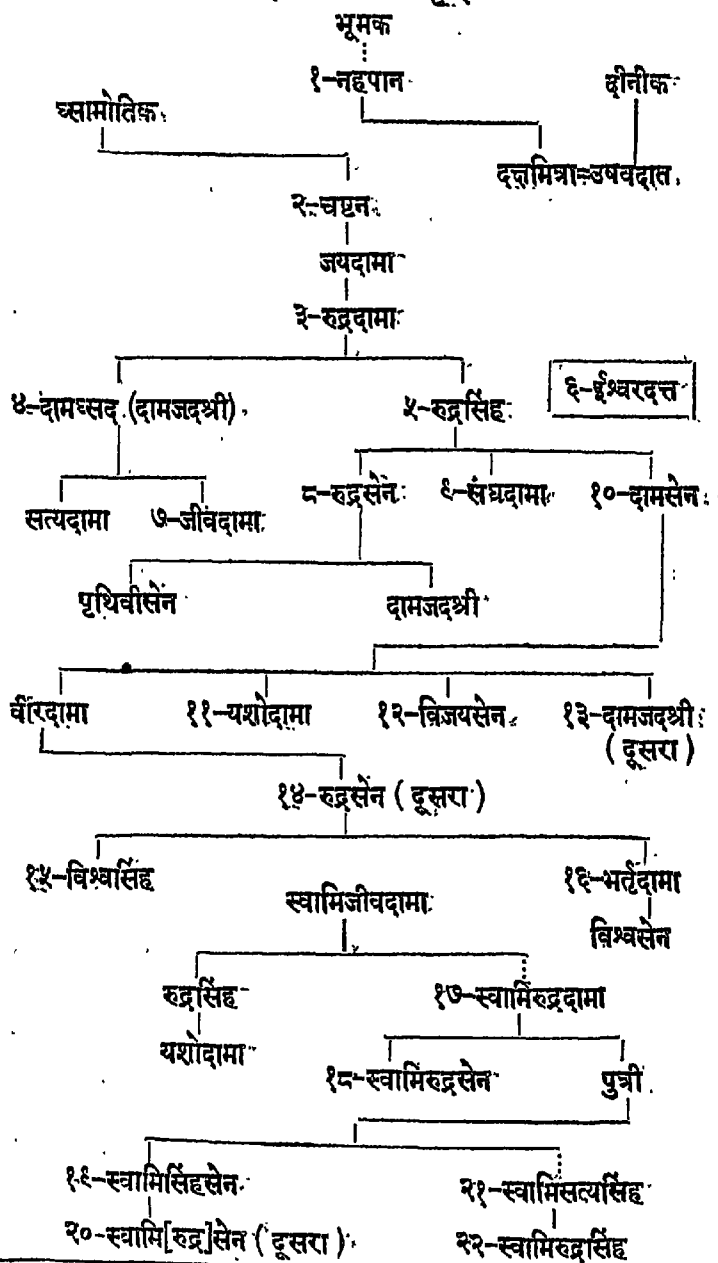 भूमक
१-नहपान
द्वीनीक
घ्सामोतिक
दक्षमित्रा=उषवदात
२-चष्टन
जयदामा
३-रुद्रदामा
४-दामघ्सद (दामजदश्री)
५-रुद्रसिंह
६-ईश्वरदत्त
सत्यदामा
७-जीवदामा
८-रुद्रसेन
९-संघदामा
१०-दामसेन
पृथिवीसेन
दामजदश्री
वीरदामा
११-यशोदामा
१२-विजयसेन
१३-दामजदश्री
(दूसरा)
१४-रुद्रसेन (दूसरा)
१५-विश्वसिंह
१६-भर्तृदामा
स्वामिजीवदामा
विश्वसेन
रुद्रसिंह
१७-स्वामिरुद्रदामा
यशोदामा
१८-स्वामिरुद्रसेन
पुत्री
१९-स्वामिसिंहसेन
२१-स्वामिसत्यसिंह
२०-स्वामि[रुद्र]सेन (दूसरा)
२२-स्वामिरुद्रसिंह